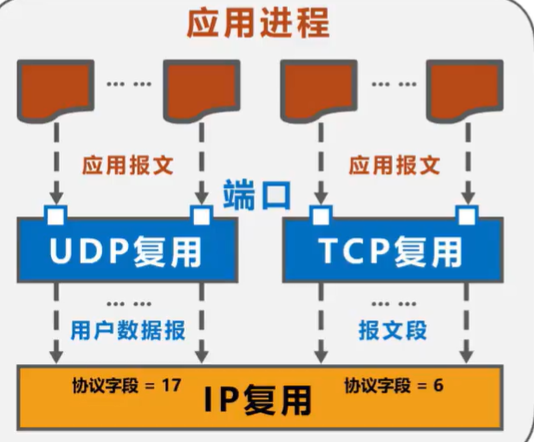 应用进程
... ...
... ...
应用报文
应用报文
端口
UDP复用
TCP复用
... ...
... ...
用户数据报
报文段
协议字段 = 17
IP复用
协议字段 = 6